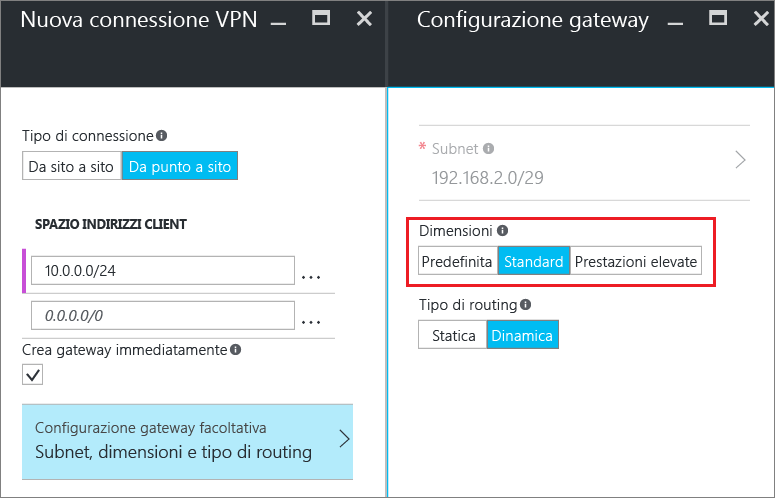 Nuova connessione VPN
Tipo di connessione
Da sito a sito
Da punto a sito
SPAZIO INDIRIZZI CLIENT
10.0.0.0/24
...
0.0.0.0/0
...
Crea gateway immediatamente
Configurazione gateway facoltativa
Subnet, dimensioni e tipo di routing
Configurazione gateway
* Subnet
192.168.2.0/29
Dimensioni
Predefinita
Standard
Prestazioni elevate
Tipo di routing
Statica
Dinamica